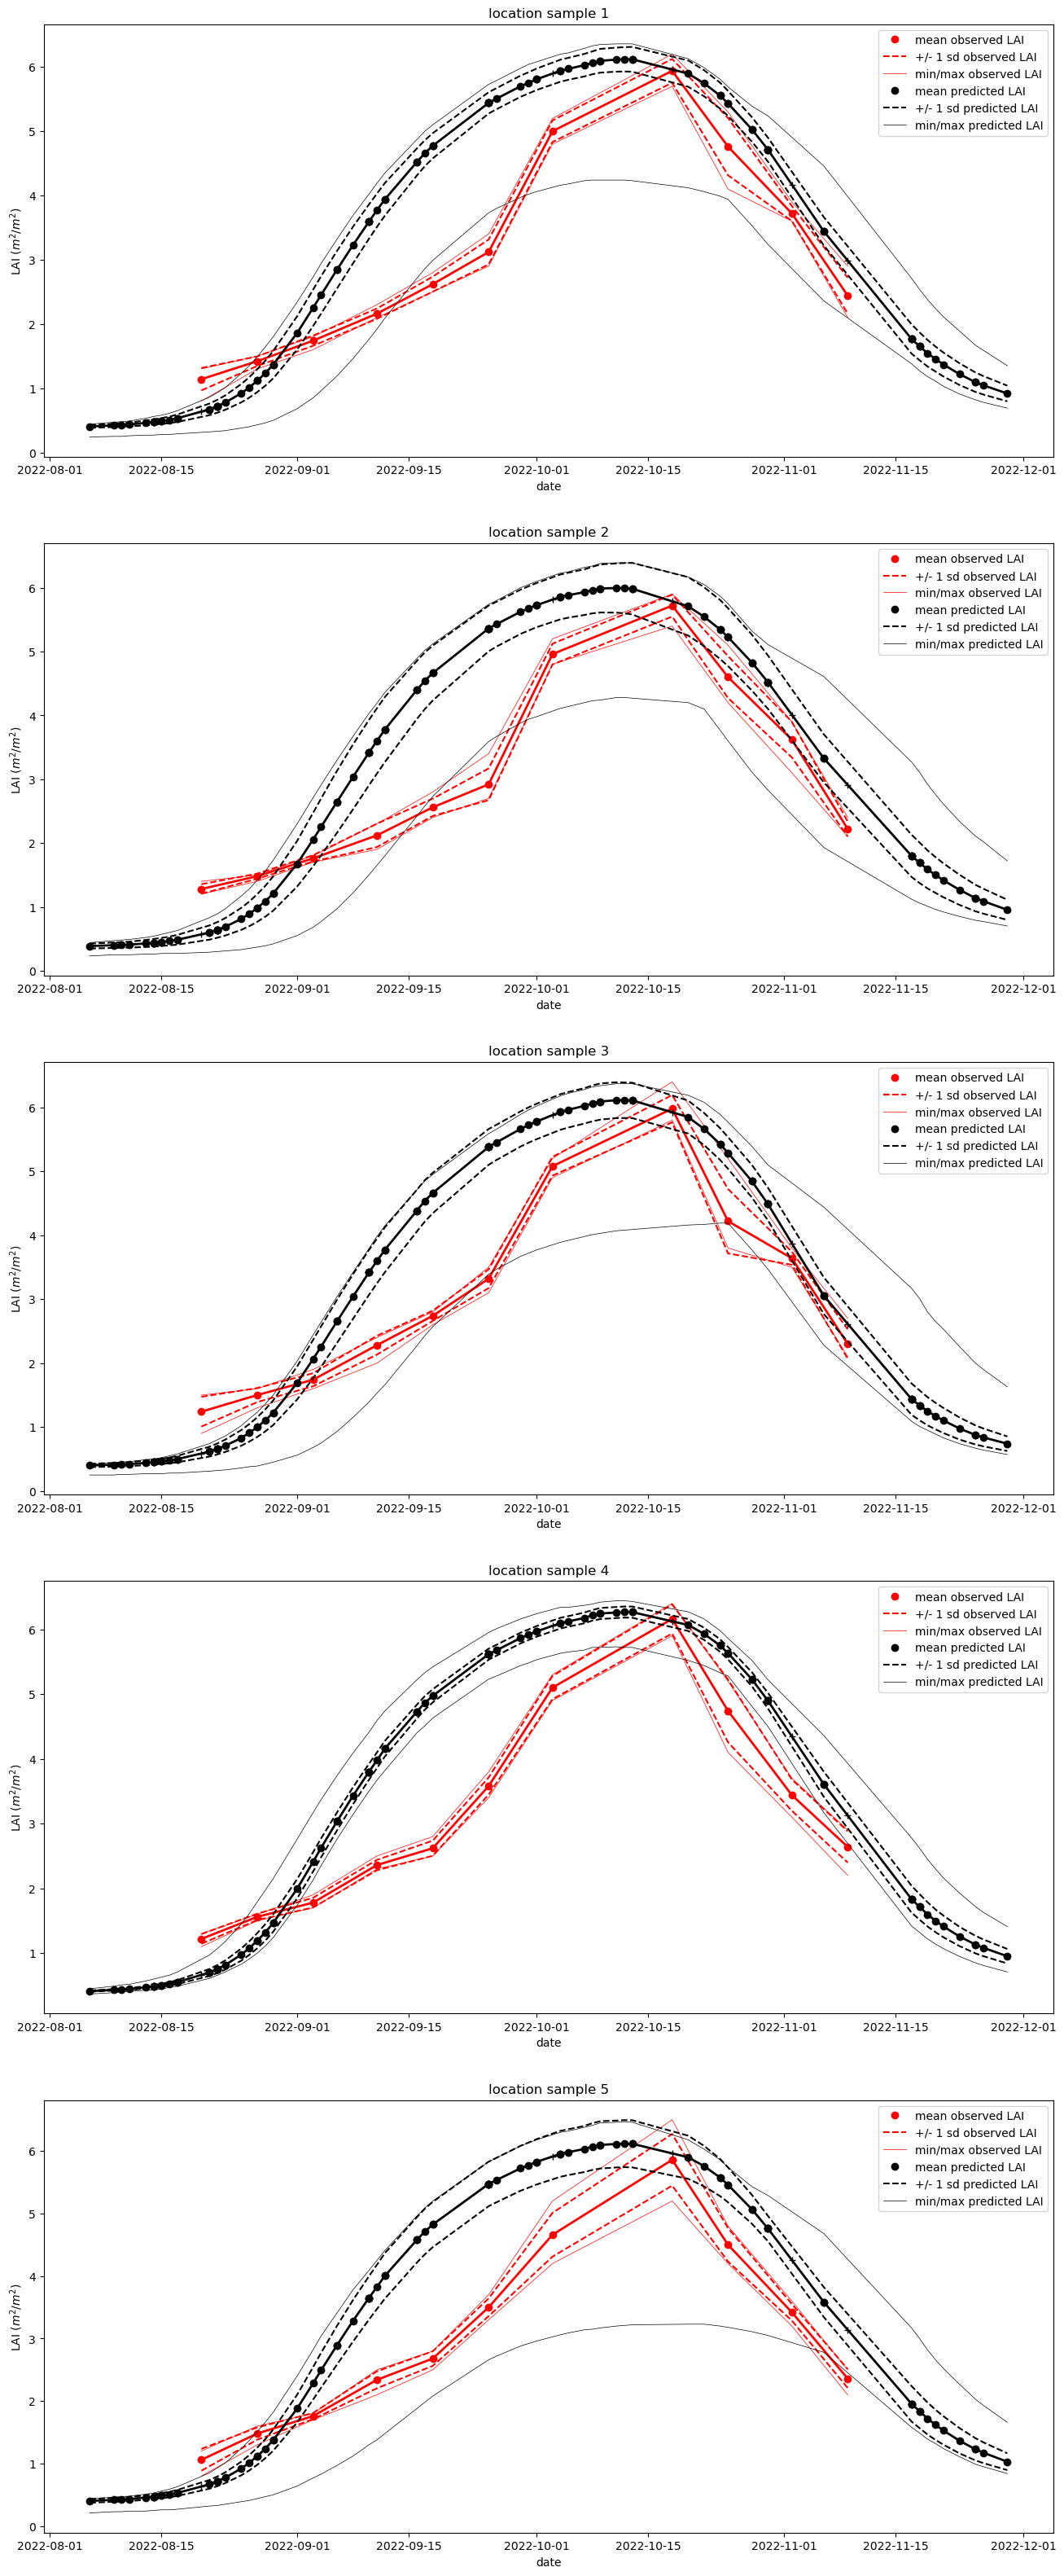 location sample 1
mean observed LAI
+/- 1 sd observed LAI
min/max observed LAI
mean predicted LAI
+/- 1 sd predicted LAI
min/max predicted LAI
6
5
4
3
2
1
0
LAI (m²/m²)
2022-08-01 2022-08-15 2022-09-01 2022-09-15 2022-10-01 2022-10-15 2022-11-01 2022-11-15 2022-12-01
date
location sample 2
mean observed LAI
+/- 1 sd observed LAI
min/max observed LAI
mean predicted LAI
+/- 1 sd predicted LAI
min/max predicted LAI
6
5
4
3
2
1
0
LAI (m²/m²)
2022-08-01 2022-08-15 2022-09-01 2022-09-15 2022-10-01 2022-10-15 2022-11-01 2022-11-15 2022-12-01
date
location sample 3
mean observed LAI
+/- 1 sd observed LAI
min/max observed LAI
mean predicted LAI
+/- 1 sd predicted LAI
min/max predicted LAI
6
5
4
3
2
1
0
LAI (m²/m²)
2022-08-01 2022-08-15 2022-09-01 2022-09-15 2022-10-01 2022-10-15 2022-11-01 2022-11-15 2022-12-01
date
location sample 4
mean observed LAI
+/- 1 sd observed LAI
min/max observed LAI
mean predicted LAI
+/- 1 sd predicted LAI
min/max predicted LAI
6
5
4
3
2
1
LAI (m²/m²)
2022-08-01 2022-08-15 2022-09-01 2022-09-15 2022-10-01 2022-10-15 2022-11-01 2022-11-15 2022-12-01
date
location sample 5
mean observed LAI
+/- 1 sd observed LAI
min/max observed LAI
mean predicted LAI
+/- 1 sd predicted LAI
min/max predicted LAI
6
5
4
3
2
1
0
LAI (m²/m²)
2022-08-01 2022-08-15 2022-09-01 2022-09-15 2022-10-01 2022-10-15 2022-11-01 2022-11-15 2022-12-01
date